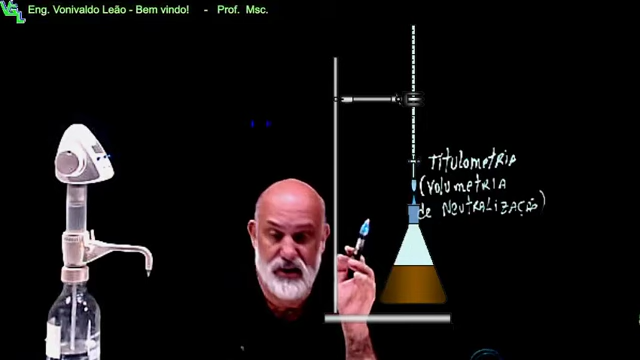 Eng. Vonivaldo Leão - Bem vindo! - Prof. Msc.
Titulometria
(Volumetria
de Neutralização)